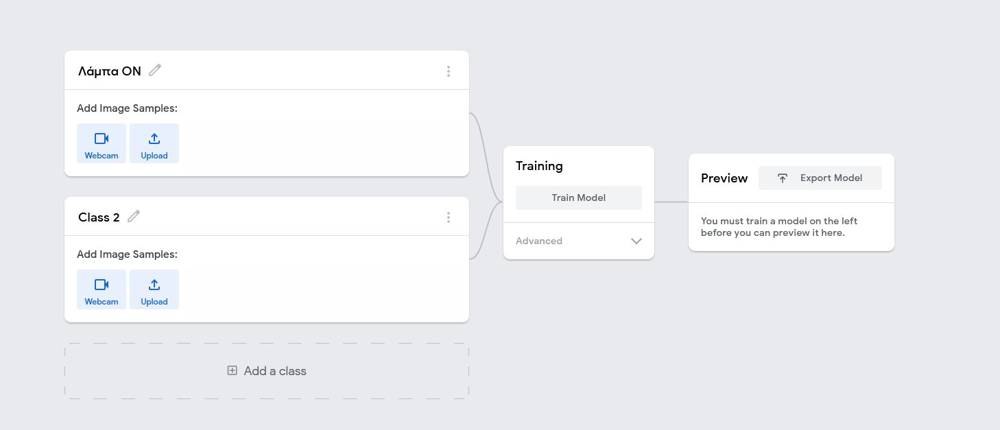 Λάμπα ON
Add Image Samples:
Webcam
Upload
Class 2
Add Image Samples:
Webcam
Upload
Add a class
Training
Train Model
Advanced
Preview
Export Model
You must train a model on the left
before you can preview it here.